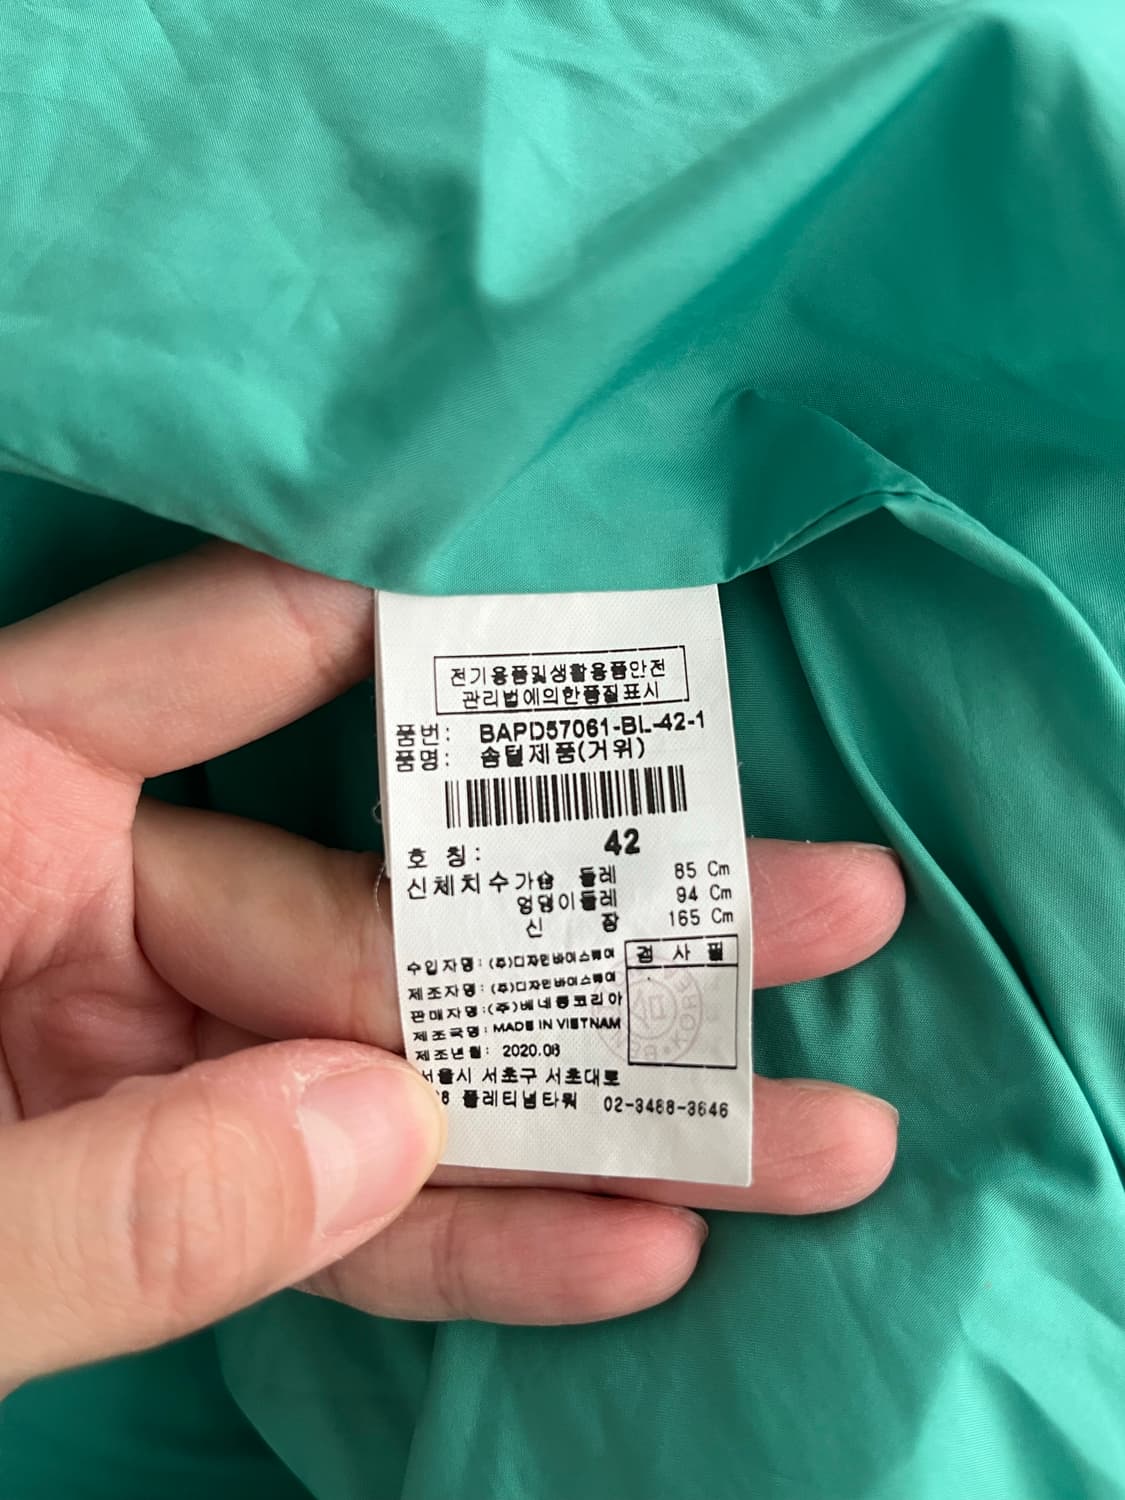 전기용품및생활용품안전
관리법에의한품질표시
품번: BAPD57061-BL-42-1
품명: 솜털제품(거위)
호 칭: 42
신체치수 가슴 둘레 85 Cm
엉덩이둘레 94 Cm
신 장 165 Cm
수입자명:(주)디자인바이스퀘어
제조자명:(주)디자인바이스퀘어
판매자명:(주)베네통코리아
제조국명: MADE IN VIETNAM
제조년월: 2020.08
검 사 필
서울시 서초구 서초대로
플레티넘타워 02-3468-3646